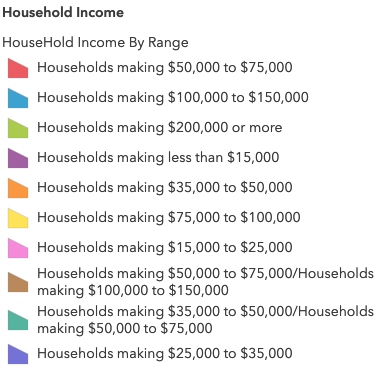 Household Income
HouseHold Income By Range
Households making $50,000 to $75,000
Households making $100,000 to $150,000
Households making $200,000 or more
Households making less than $15,000
Households making $35,000 to $50,000
Households making $75,000 to $100,000
Households making $15,000 to $25,000
Households making $50,000 to $75,000/Households
making $100,000 to $150,000
Households making $35,000 to $50,000/Households
making $50,000 to $75,000
Households making $25,000 to $35,000